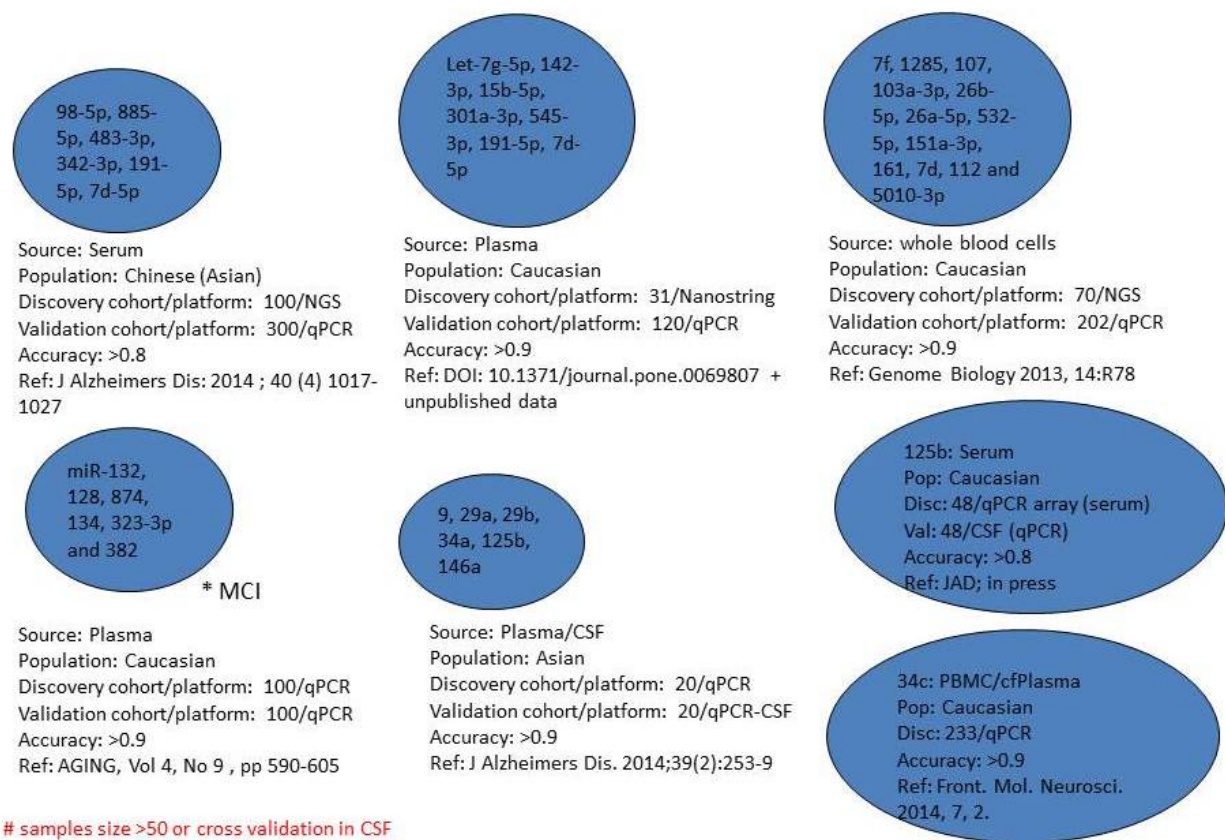 98-5p, 885-
5p, 483-3p,
342-3p, 191-
5p, 7d-5p
Source: Serum
Population: Chinese (Asian)
Discovery cohort/platform: 100/NGS
Validation cohort/platform: 300/qPCR
Accuracy: >0.8
Ref: J Alzheimers Dis: 2014 ; 40 (4) 1017-
1027
Let-7g-5p, 142-
3p, 15b-5p,
301a-3p, 545-
3p, 191-5p, 7d-
5p
Source: Plasma
Population: Caucasian
Discovery cohort/platform: 31/Nanostring
Validation cohort/platform: 120/qPCR
Accuracy: >0.9
Ref: DOI: 10.1371/journal.pone.0069807 +
unpublished data
7f, 1285, 107,
103a-3p, 26b-
5p, 26a-5p, 532-
5p, 151a-3p,
161, 7d, 112 and
5010-3p
Source: whole blood cells
Population: Caucasian
Discovery cohort/platform: 70/NGS
Validation cohort/platform: 202/qPCR
Accuracy: >0.9
Ref: Genome Biology 2013, 14:R78
miR-132,
128, 874,
134, 323-3p
and 382
* MCI
Source: Plasma
Population: Caucasian
Discovery cohort/platform: 100/qPCR
Validation cohort/platform: 100/qPCR
Accuracy: >0.9
Ref: AGING, Vol 4, No 9 , pp 590-605
9, 29a, 29b,
34a, 125b,
146a
Source: Plasma/CSF
Population: Asian
Discovery cohort/platform: 20/qPCR
Validation cohort/platform: 20/qPCR-CSF
Accuracy: >0.9
Ref: J Alzheimers Dis. 2014;39(2):253-9
125b: Serum
Pop: Caucasian
Disc: 48/qPCR array (serum)
Val: 48/CSF (qPCR)
Accuracy: >0.8
Ref: JAD; in press
34c: PBMC/cfPlasma
Pop: Caucasian
Disc: 233/qPCR
Accuracy: >0.9
Ref: Front. Mol. Neurosci.
2014, 7, 2.
# samples size >50 or cross validation in CSF